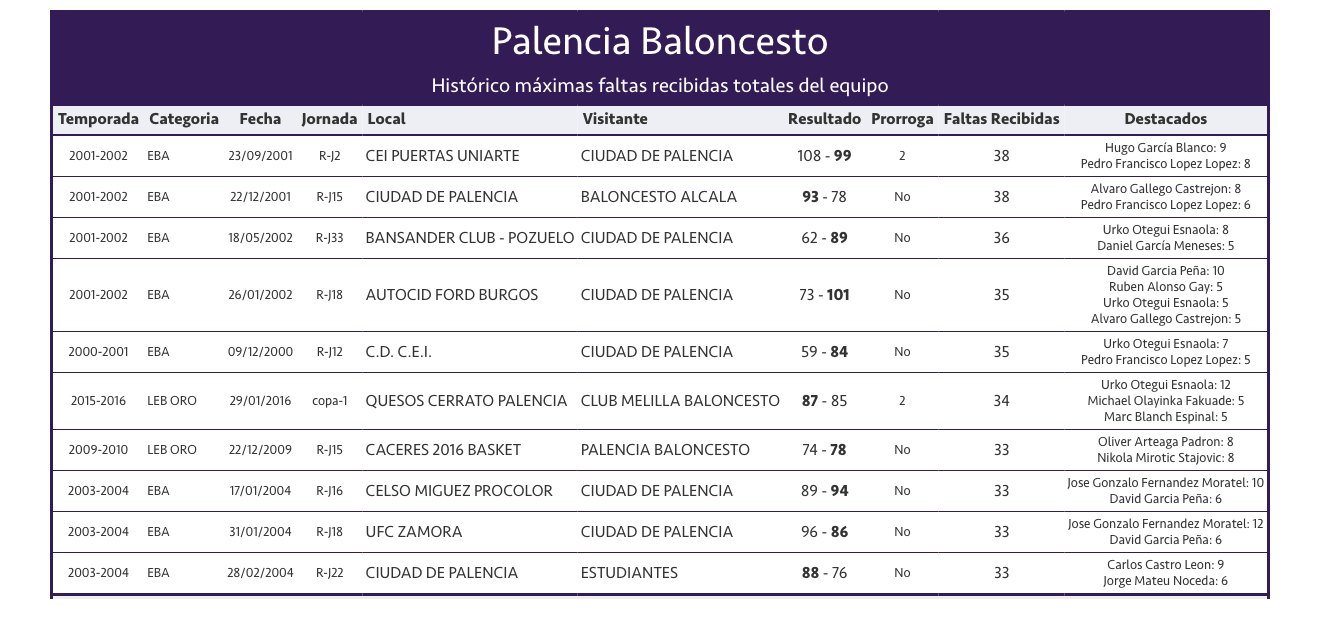 Palencia Baloncesto
Histórico máximas faltas recibidas totales del equipo
Temporada Categoria Fecha Jornada Local Visitante Resultado Prorroga Faltas Recibidas Destacados
2001-2002 EBA 23/09/2001 R-J2 CEI PUERTAS UNIARTE CIUDAD DE PALENCIA 108 - 99 2 38 Hugo García Blanco: 9
Pedro Francisco Lopez Lopez: 8
2001-2002 EBA 22/12/2001 R-J15 CIUDAD DE PALENCIA BALONCESTO ALCALA 93 - 78 No 38 Alvaro Gallego Castrejon: 8
Pedro Francisco Lopez Lopez: 6
2001-2002 EBA 18/05/2002 R-J33 BANSANDER CLUB - POZUELO CIUDAD DE PALENCIA 62 - 89 No 36 Urko Otegui Esnaola: 8
Daniel García Meneses: 5
2001-2002 EBA 26/01/2002 R-J18 AUTOCID FORD BURGOS CIUDAD DE PALENCIA 73 - 101 No 35 David Garcia Peña: 10
Ruben Alonso Gay: 5
Urko Otegui Esnaola: 5
Alvaro Gallego Castrejon: 5
2000-2001 EBA 09/12/2000 R-J12 C.D. C.E.I. CIUDAD DE PALENCIA 59 - 84 No 35 Urko Otegui Esnaola: 7
Pedro Francisco Lopez Lopez: 5
2015-2016 LEB ORO 29/01/2016 copa-1 QUESOS CERRATO PALENCIA CLUB MELILLA BALONCESTO 87 - 85 2 34 Urko Otegui Esnaola: 12
Michael Olayinka Fakuade: 5
Marc Blanch Espinal: 5
2009-2010 LEB ORO 22/12/2009 R-J15 CACERES 2016 BASKET PALENCIA BALONCESTO 74 - 78 No 33 Oliver Arteaga Padron: 8
Nikola Mirotic Stajovic: 8
2003-2004 EBA 17/01/2004 R-J16 CELSO MIGUEZ PROCOLOR CIUDAD DE PALENCIA 89 - 94 No 33 Jose Gonzalo Fernandez Moratel: 10
David Garcia Peña: 6
2003-2004 EBA 31/01/2004 R-J18 UFC ZAMORA CIUDAD DE PALENCIA 96 - 86 No 33 Jose Gonzalo Fernandez Moratel: 12
David Garcia Peña: 6
2003-2004 EBA 28/02/2004 R-J22 CIUDAD DE PALENCIA ESTUDIANTES 88 - 76 No 33 Carlos Castro Leon: 9
Jorge Mateu Noceda: 6